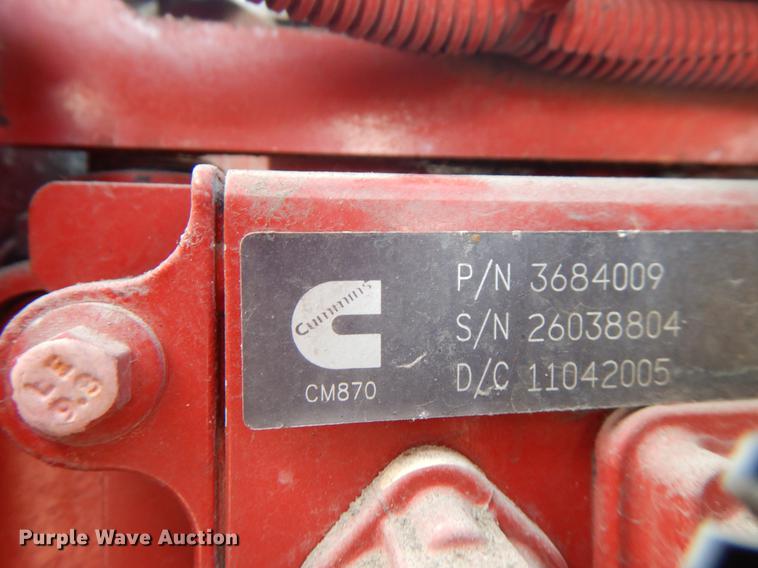 Cummins
CM870
P/N 3684009
S/N 26038804
D/C 11042005
Purple Wave Auction